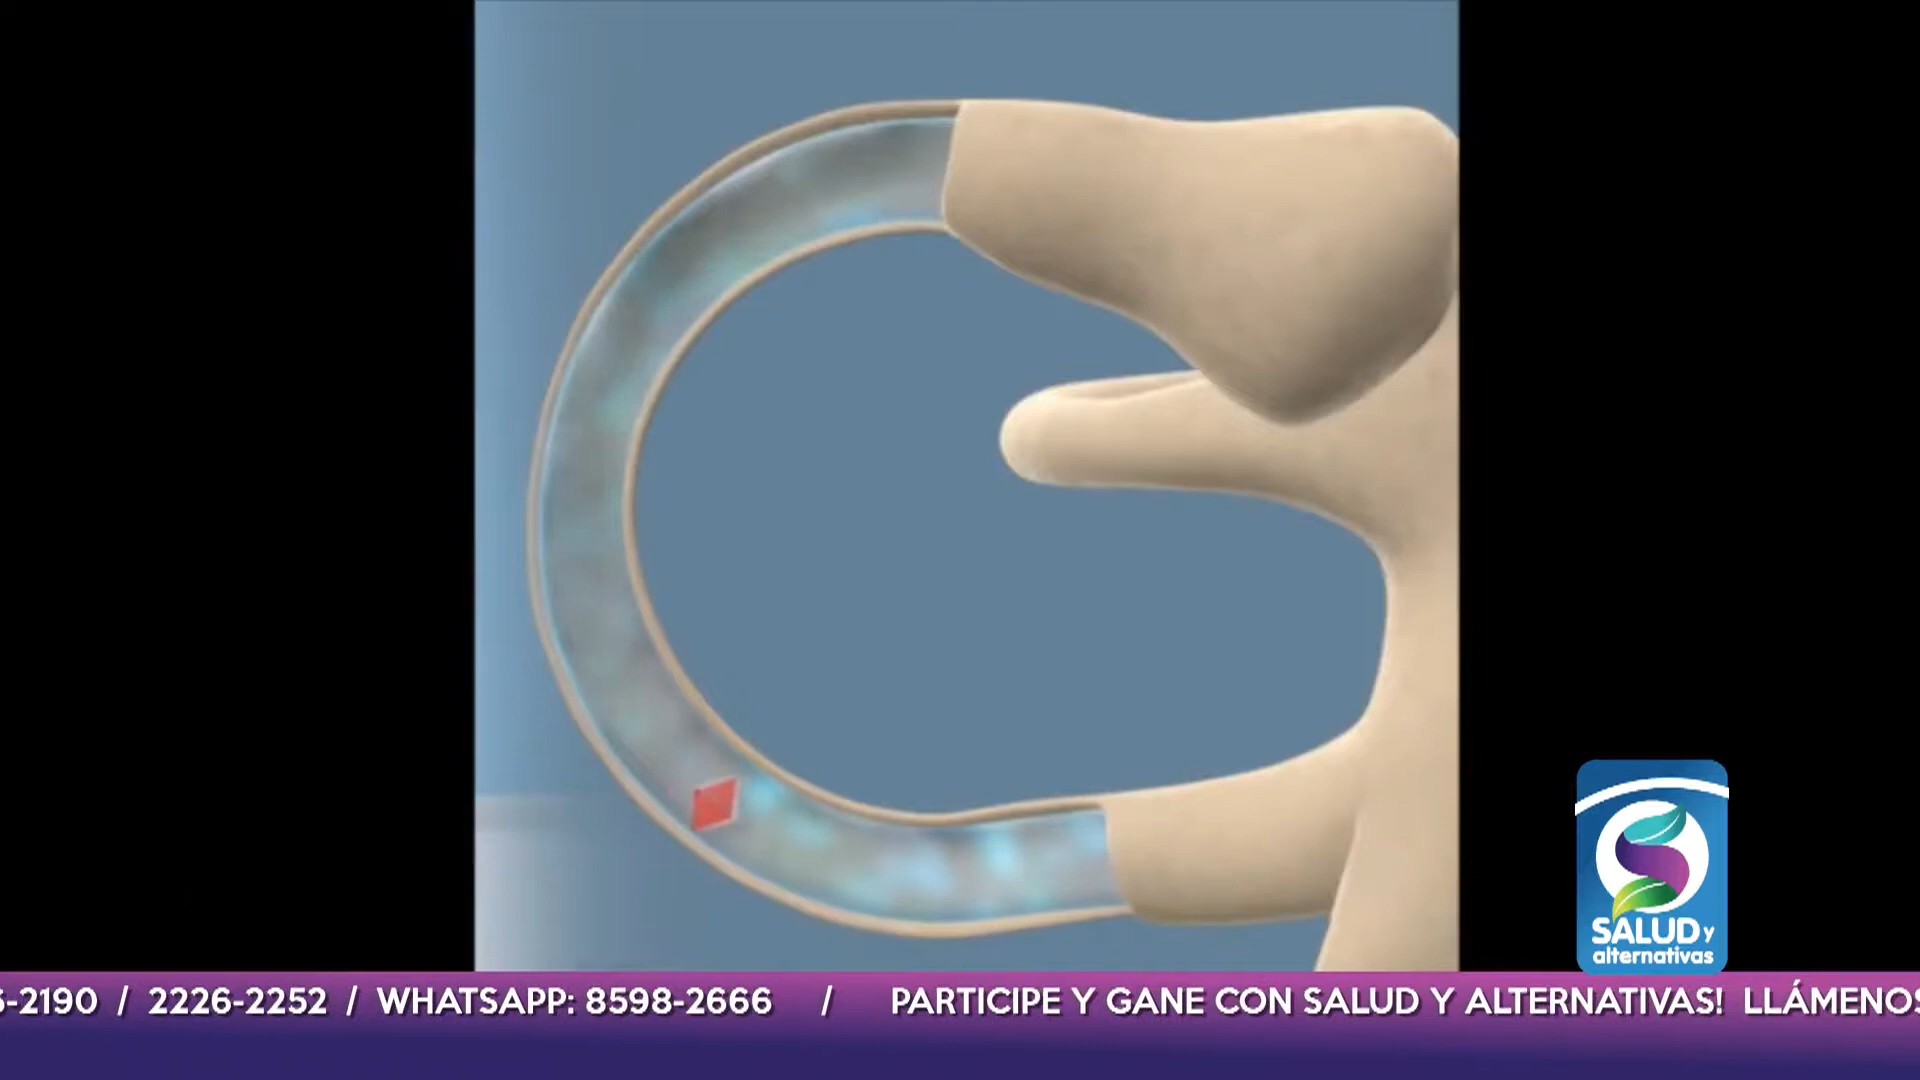 SALUD y
alternativas
-2190 / 2226-2252 / WHATSAPP: 8598-2666 / PARTICIPE Y GANE CON SALUD Y ALTERNATIVAS! LLÁMENOS